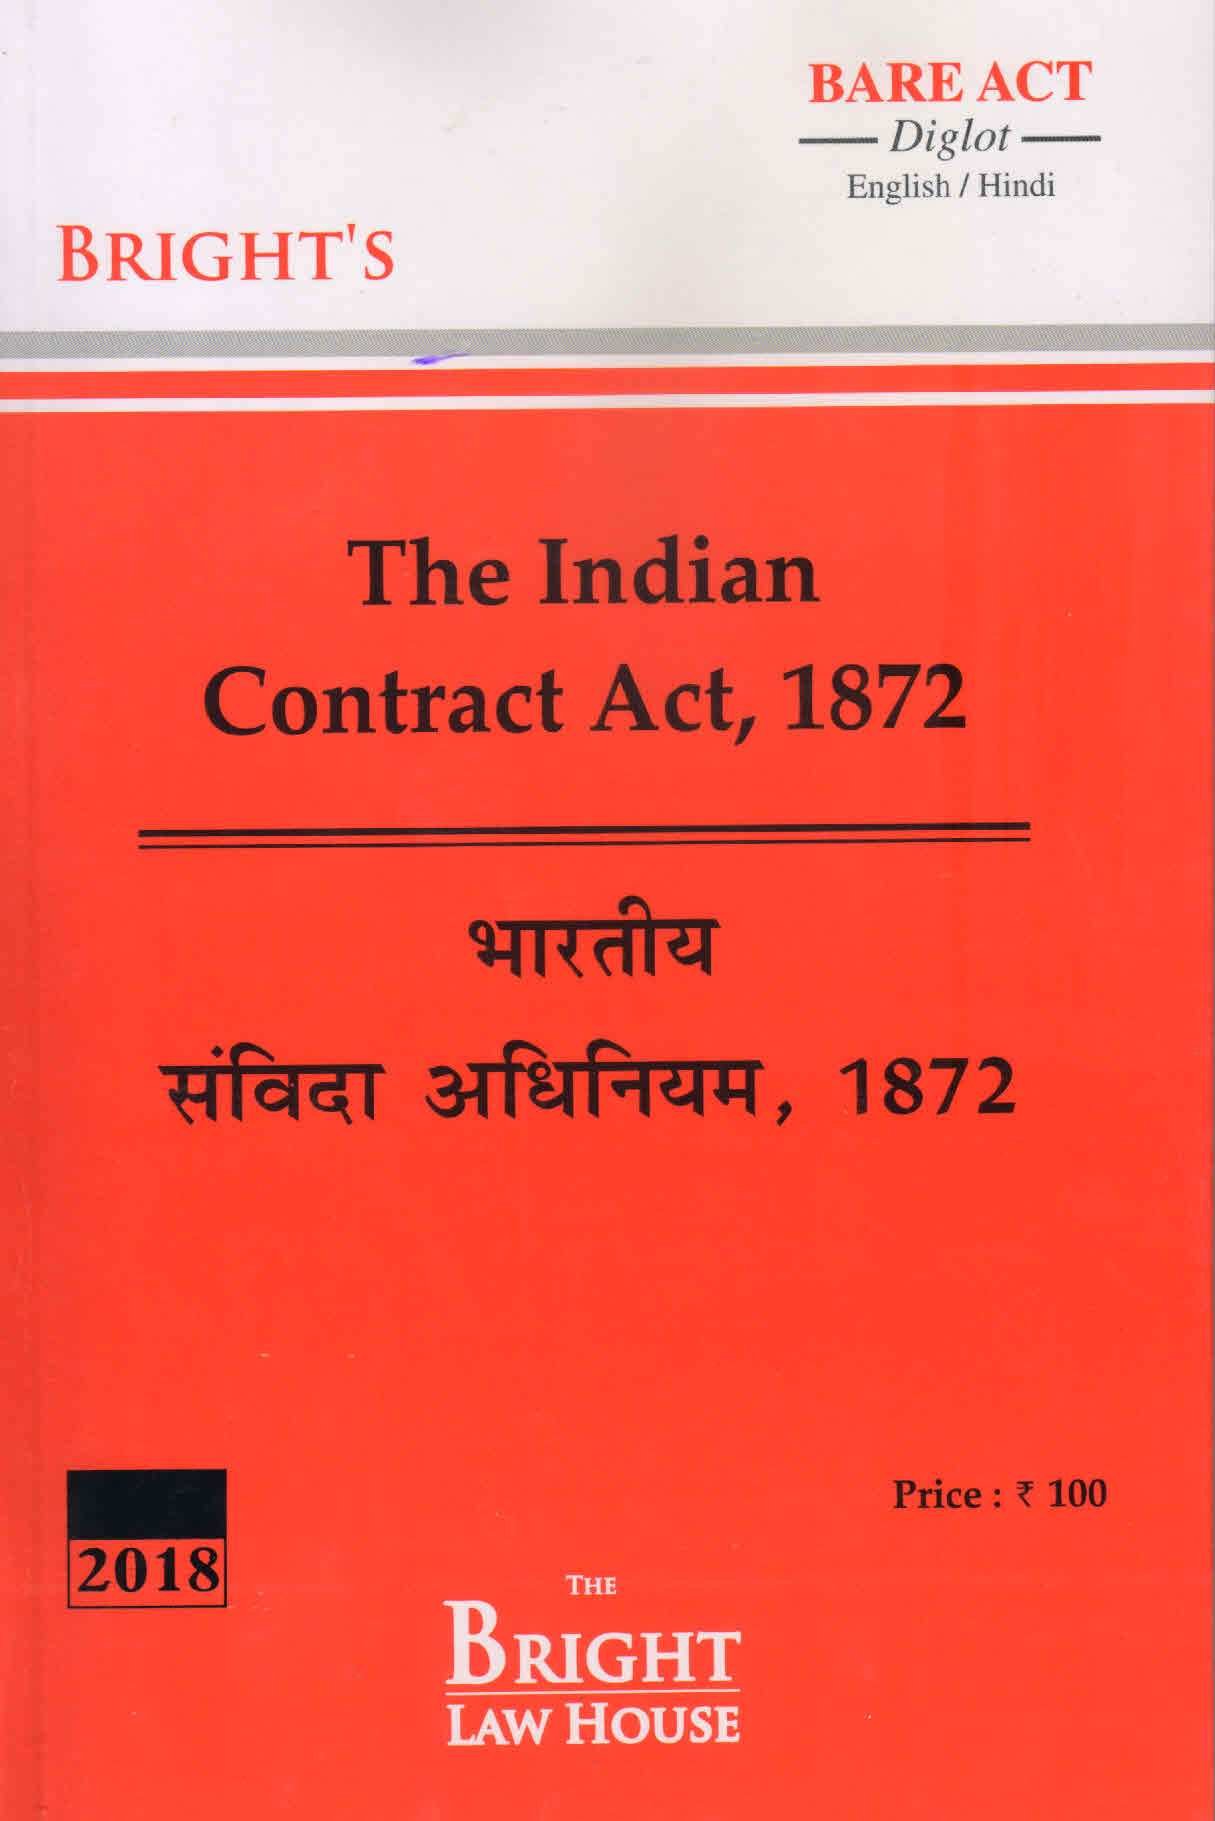 BARE ACT
Diglot
English / Hindi
BRIGHT'S
The Indian
Contract Act, 1872
भारतीय
संविदा अधिनियम, 1872
Price : ₹ 100
2018
THE
BRIGHT
LAW HOUSE